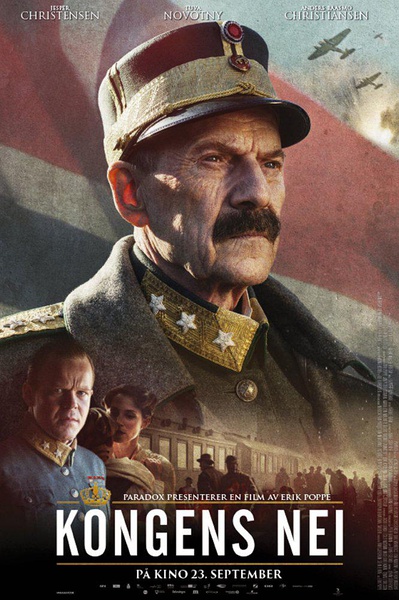 JESPER
CHRISTENSEN
TUVA
NOVOTNY
ANDERS BAASMO
CHRISTIANSEN
PARADOX PRESENTERER EN FILM AV ERIK POPPE
KONGENS NEI
PÅ KINO 23. SEPTEMBER